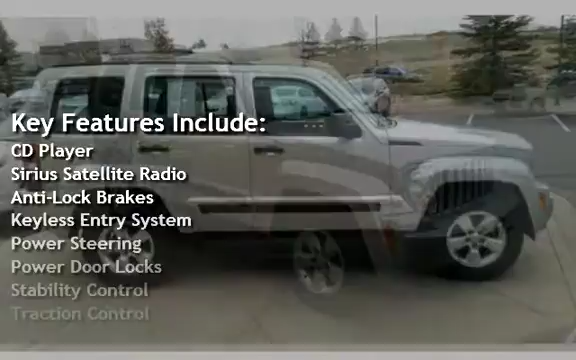 Key Features Include:
CD Player
Sirius Satellite Radio
Anti-Lock Brakes
Keyless Entry System
Power Steering
Power Door Locks
Stability Control
Traction Control